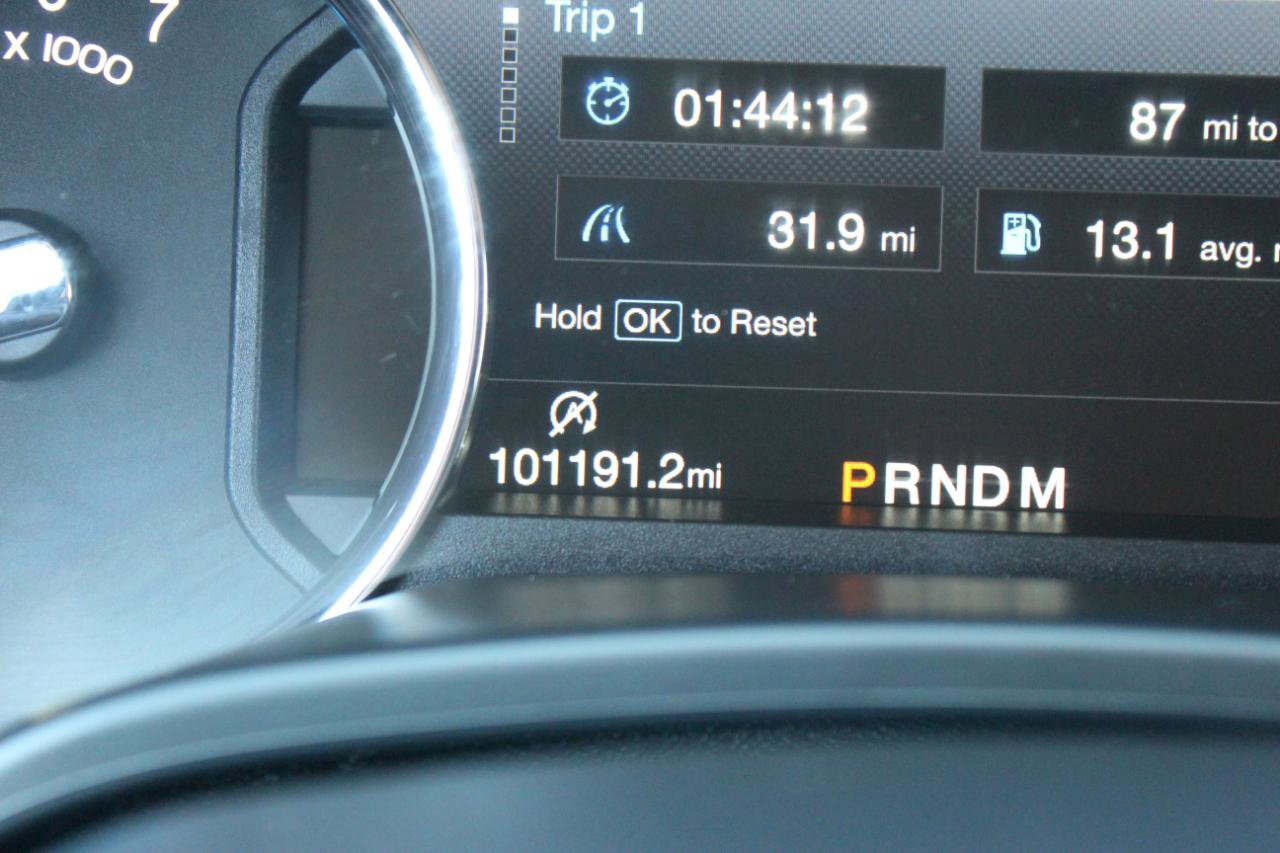 7
X 1000
Trip 1
01:44:12
87 mi to
31.9 mi
13.1 avg.
Hold OK to Reset
101191.2mi
PRNDM